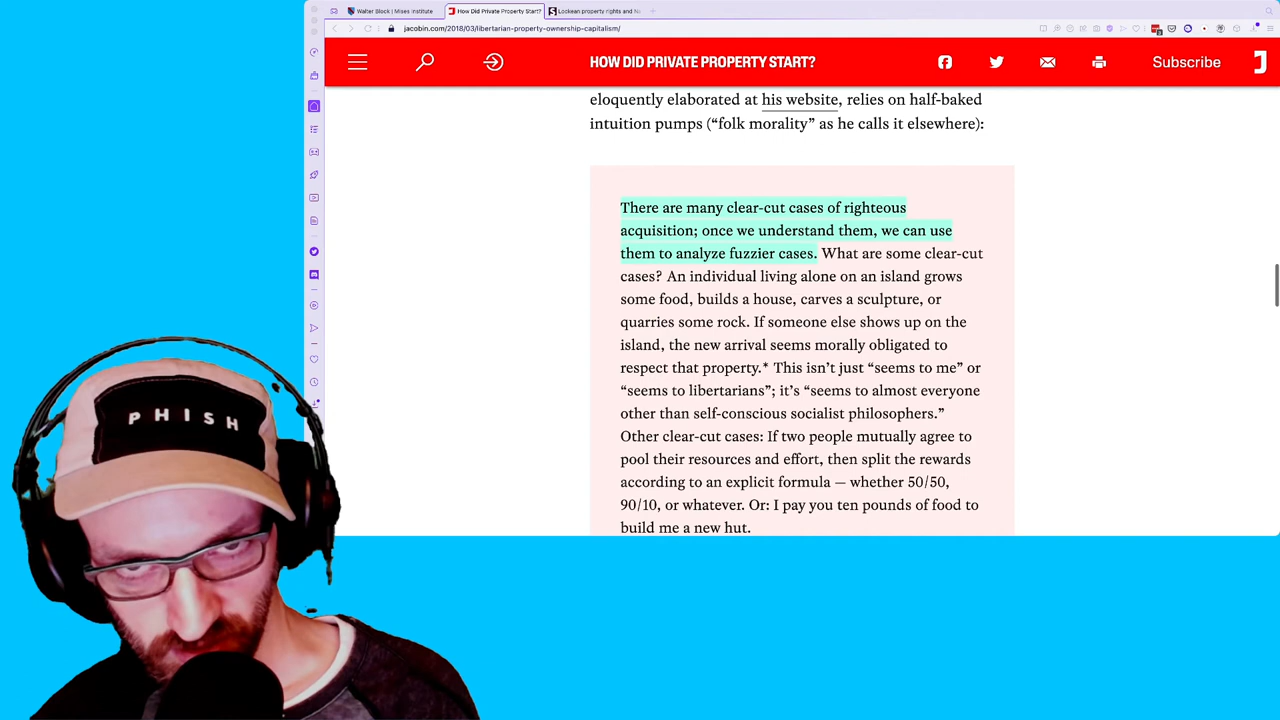 Walter Block | Mises Institute
How Did Private Property Start?
Lockean property rights and
jacobin.com/2018/03/libertarian-property-ownership-capitalism/
HOW DID PRIVATE PROPERTY START?
Subscribe
eloquently elaborated at his website, relies on half-baked
intuition pumps (“folk morality” as he calls it elsewhere):
There are many clear-cut cases of righteous
acquisition; once we understand them, we can use
them to analyze fuzzier cases. What are some clear-cut
cases? An individual living alone on an island grows
some food, builds a house, carves a sculpture, or
quarries some rock. If someone else shows up on the
island, the new arrival seems morally obligated to
respect that property.* This isn’t just “seems to me” or
“seems to libertarians”; it’s “seems to almost everyone
other than self-conscious socialist philosophers.”
Other clear-cut cases: If two people mutually agree to
pool their resources and effort, then split the rewards
according to an explicit formula — whether 50/50,
90/10, or whatever. Or: I pay you ten pounds of food to
build me a new hut.
PHISH